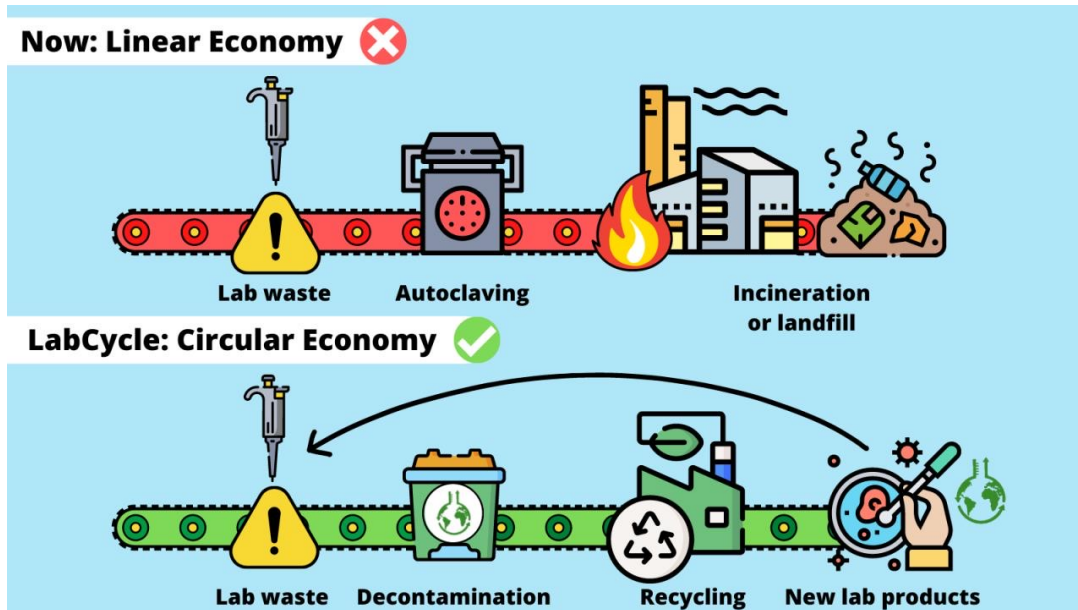 Now: Linear Economy
Lab waste
Autoclaving
Incineration
or landfill
LabCycle: Circular Economy
Lab waste
Decontamination
Recycling
New lab products